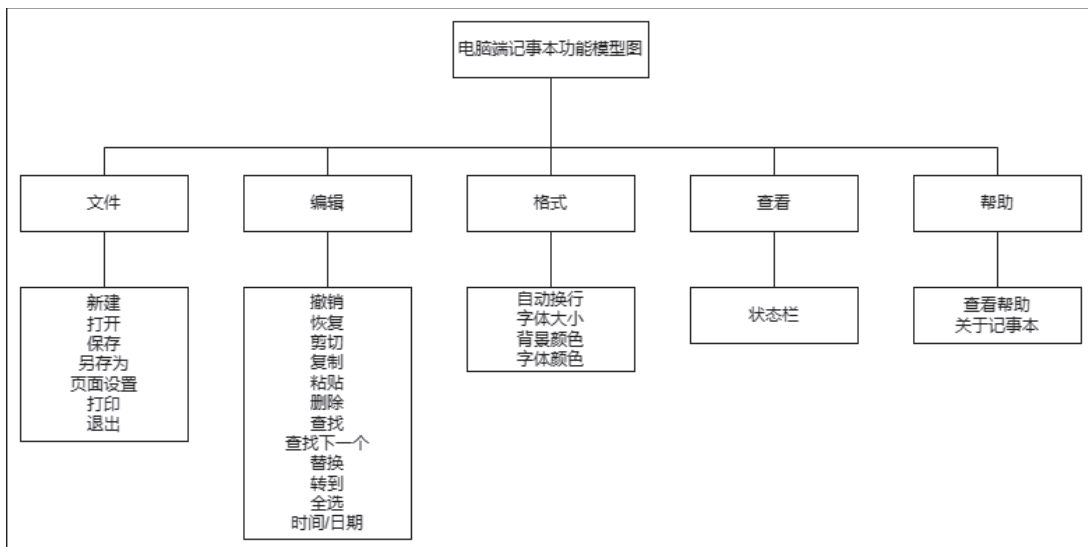 电脑端记事本功能模型图
文件
编辑
格式
查看
帮助
新建
打开
保存
另存为
页面设置
打印
退出
撤销
恢复
剪切
复制
粘贴
删除
查找
查找下一个
替换
转到
全选
时间/日期
自动换行
字体大小
背景颜色
字体颜色
状态栏
查看帮助
关于记事本